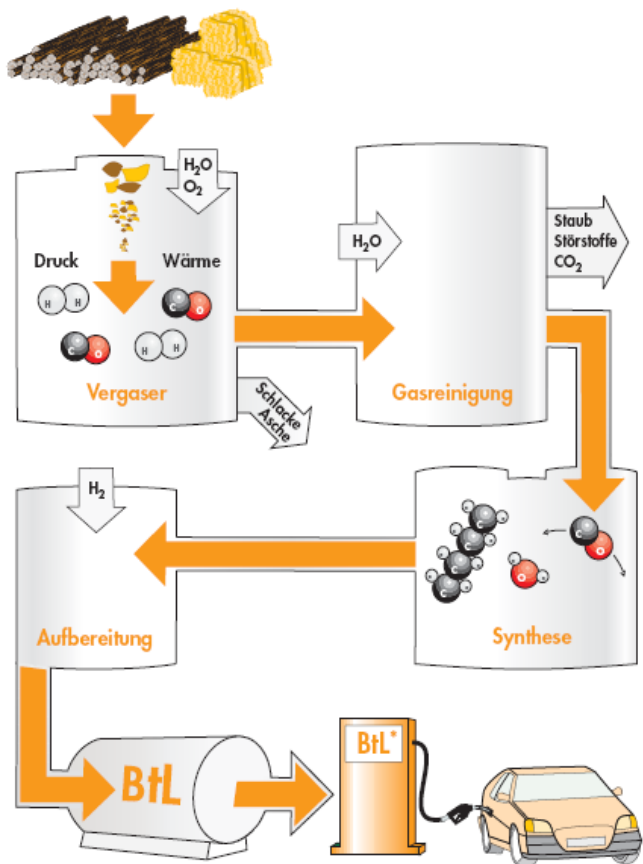 H₂O
O₂
Druck
Wärme
H H
C O
C O
H H
Vergaser
Schlacke
Asche
H₂O
Staub
Störstoffe
CO₂
Gasreinigung
H₂
Aufbereitung
C
C
C
C
O
C
O
Synthese
BtL
BtL*